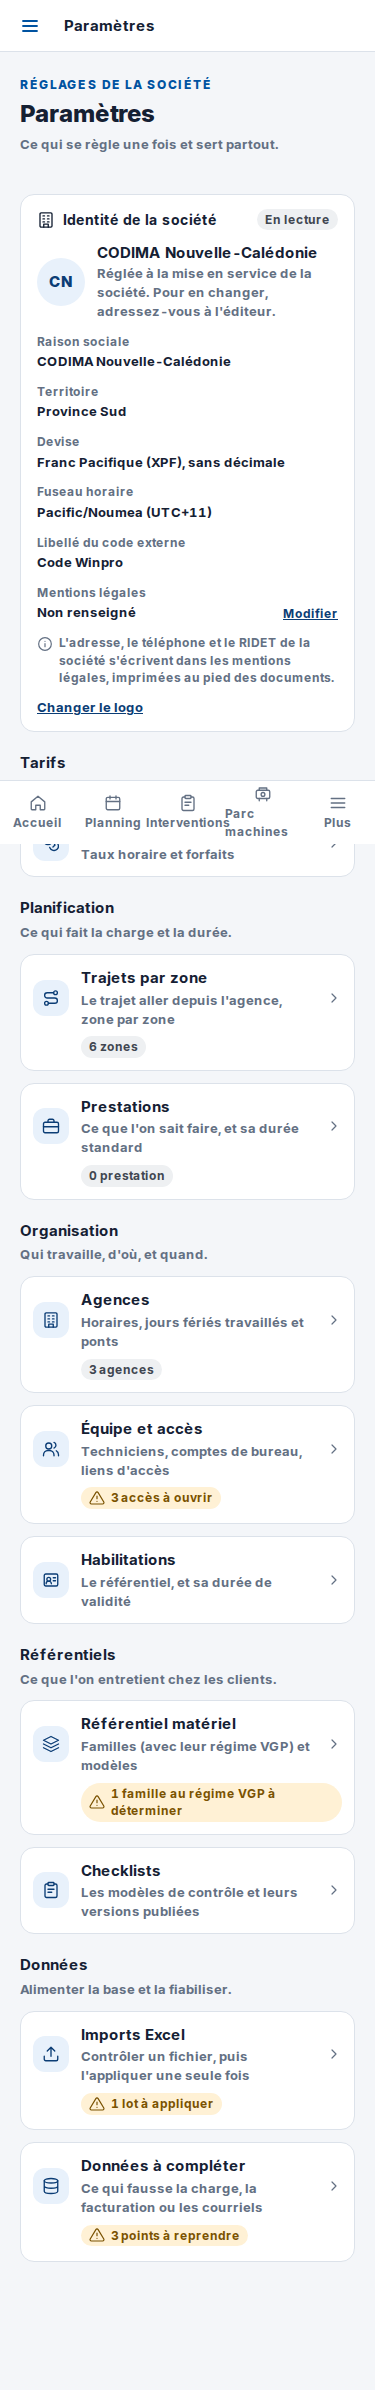 Paramètres
RÉGLAGES DE LA SOCIÉTÉ
Paramètres
Ce qui se règle une fois et sert partout.
Identité de la société
En lecture
CN
CODIMA Nouvelle-Calédonie
Réglée à la mise en service de la
société. Pour en changer,
adressez-vous à l'éditeur.
Raison sociale
CODIMA Nouvelle-Calédonie
Territoire
Province Sud
Devise
Franc Pacifique (XPF), sans décimale
Fuseau horaire
Pacific/Noumea (UTC+11)
Libellé du code externe
Code Winpro
Mentions légales
Non renseigné
Modifier
L'adresse, le téléphone et le RIDET de la
société s'écrivent dans les mentions
légales, imprimées au pied des documents.
Changer le logo
Tarifs
Accueil
Planning
Interventions
Parc
machines
Plus
Taux horaire et forfaits
Planification
Ce qui fait la charge et la durée.
Trajets par zone
Le trajet aller depuis l'agence,
zone par zone
6 zones
Prestations
Ce que l'on sait faire, et sa durée
standard
0 prestation
Organisation
Qui travaille, d'où, et quand.
Agences
Horaires, jours fériés travaillés et
ponts
3 agences
Équipe et accès
Techniciens, comptes de bureau,
liens d'accès
3 accès à ouvrir
Habilitations
Le référentiel, et sa durée de
validité
Référentiels
Ce que l'on entretient chez les clients.
Référentiel matériel
Familles (avec leur régime VGP) et
modèles
1 famille au régime VGP à
déterminer
Checklists
Les modèles de contrôle et leurs
versions publiées
Données
Alimenter la base et la fiabiliser.
Imports Excel
Contrôler un fichier, puis
l'appliquer une seule fois
1 lot à appliquer
Données à compléter
Ce qui fausse la charge, la
facturation ou les courriels
3 points à reprendre